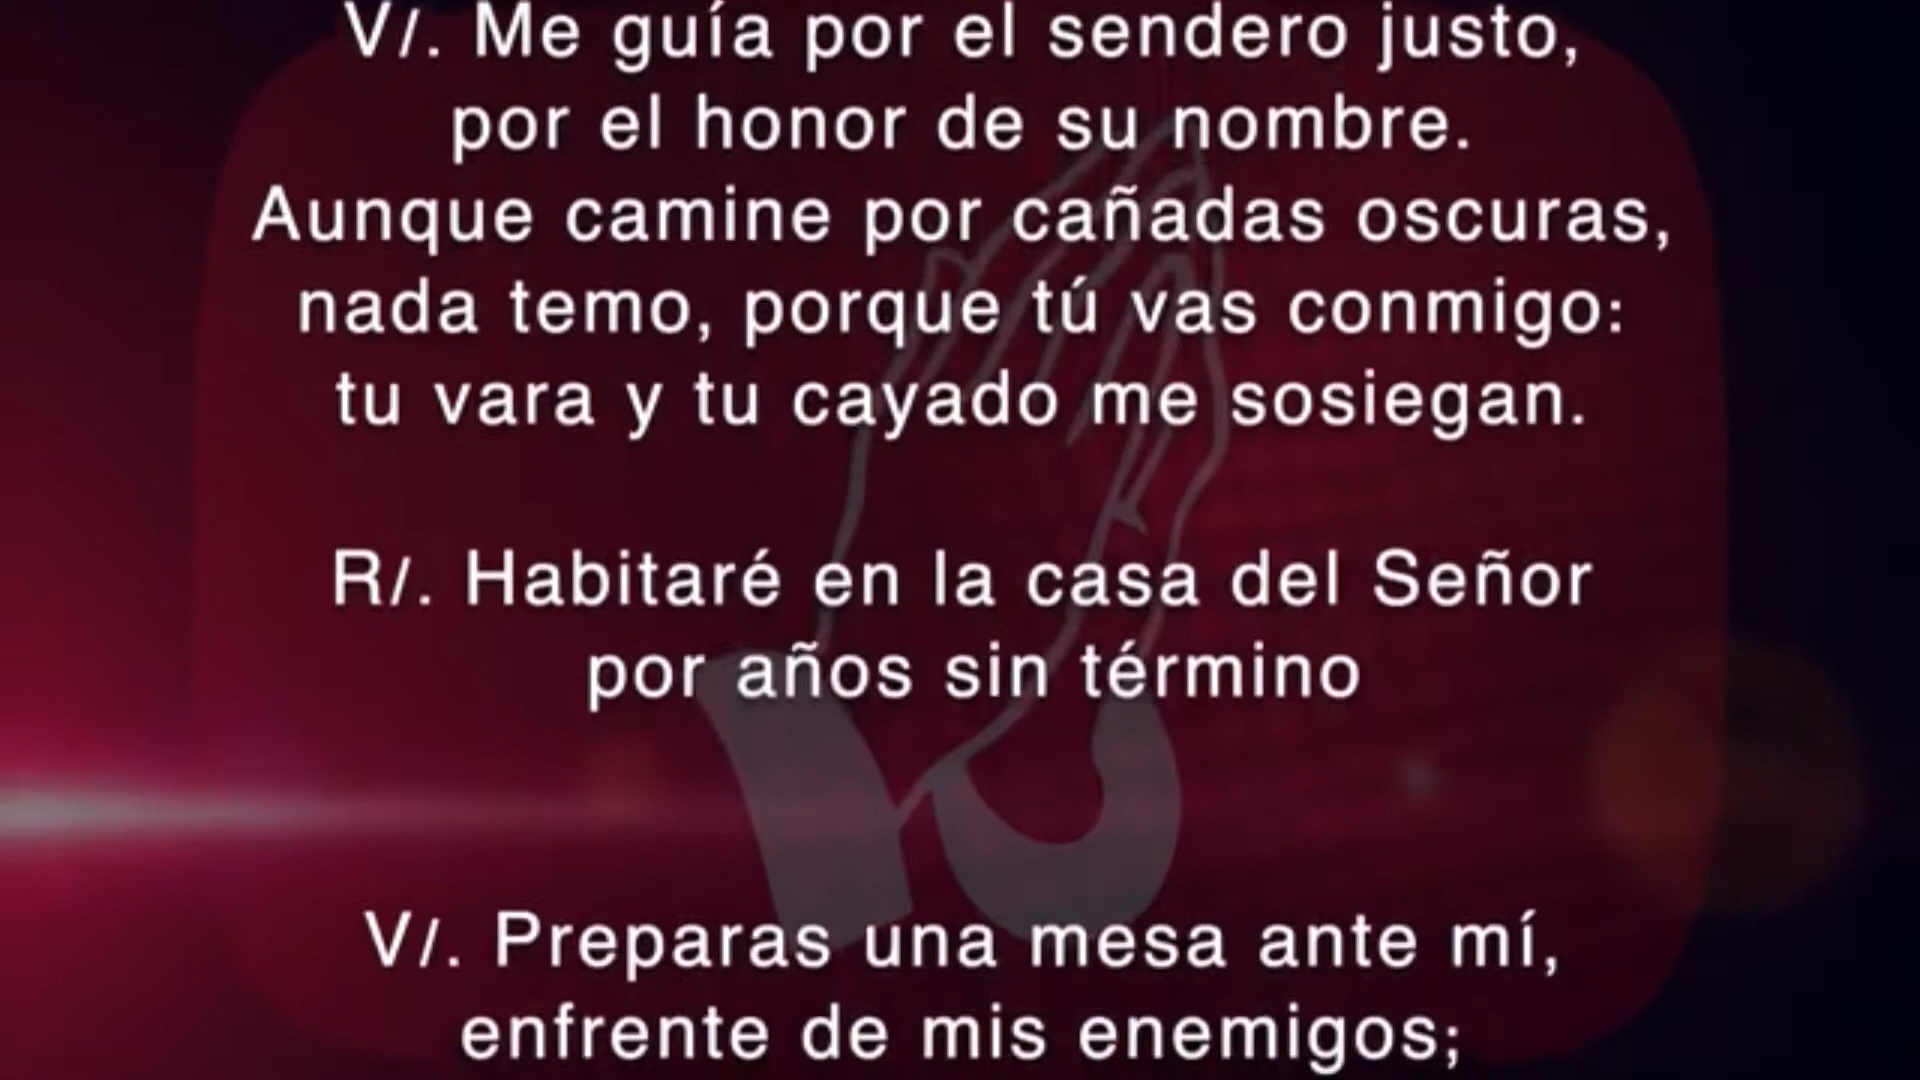 V/. Me guía por el sendero justo,
por el honor de su nombre.
Aunque camine por cañadas oscuras,
nada temo, porque tú vas conmigo:
tu vara y tu cayado me sosiegan.
R/. Habitaré en la casa del Señor
por años sin término
V/. Preparas una mesa ante mí,
enfrente de mis enemigos;